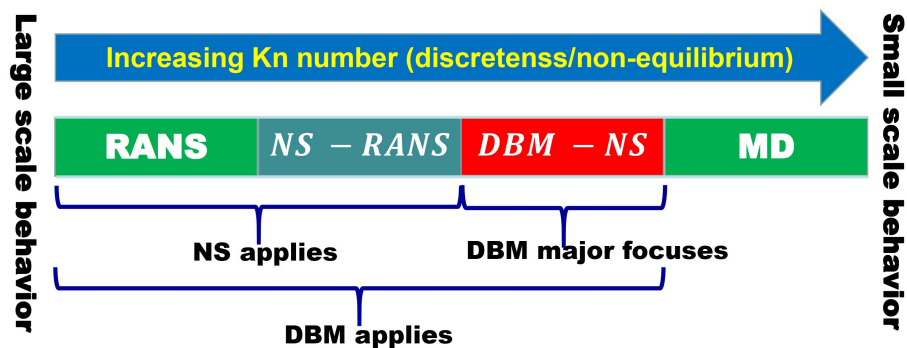 Large scale behavior
Increasing Kn number (discretenss/non-equilibrium)
Small scale behavior
RANS
NS − RANS
DBM − NS
MD
NS applies
DBM major focuses
DBM applies